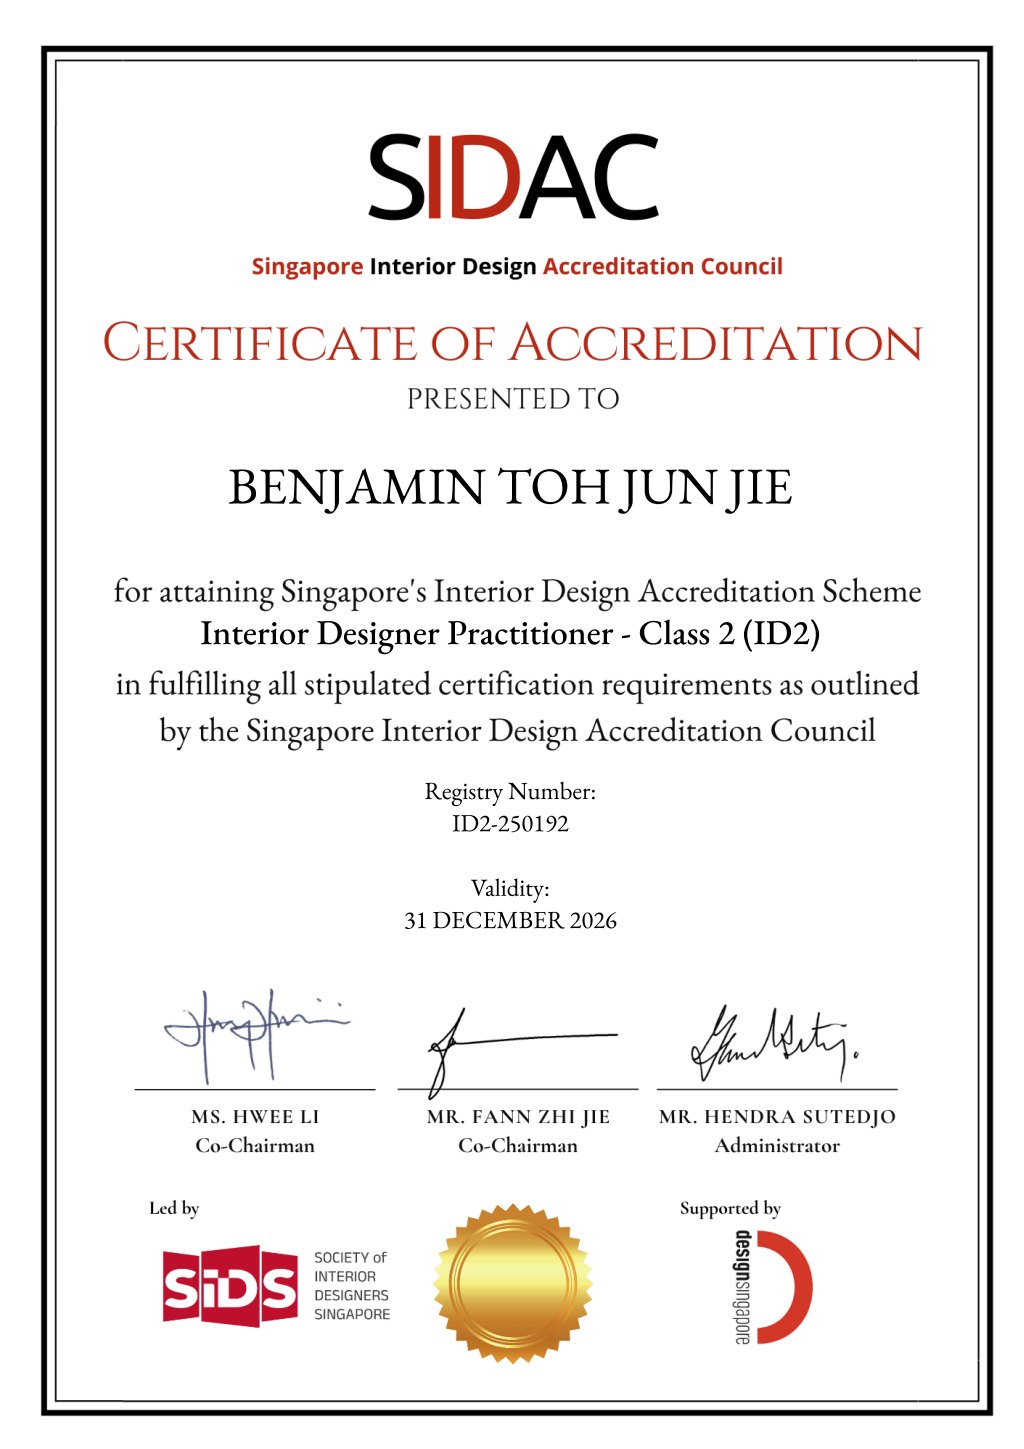 SIDAC
Singapore Interior Design Accreditation Council
CERTIFICATE OF ACCREDITATION
PRESENTED TO
BENJAMIN TOH JUN JIE
for attaining Singapore's Interior Design Accreditation Scheme
Interior Designer Practitioner - Class 2 (ID2)
in fulfilling all stipulated certification requirements as outlined
by the Singapore Interior Design Accreditation Council
Registry Number:
ID2-250192
Validity:
31 DECEMBER 2026
MS. HWEE LI
Co-Chairman
MR. FANN ZHI JIE
Co-Chairman
MR. HENDRA SUTEDJO
Administrator
Led by
SiDS
SOCIETY of
INTERIOR
DESIGNERS
SINGAPORE
Supported by
designsingapore